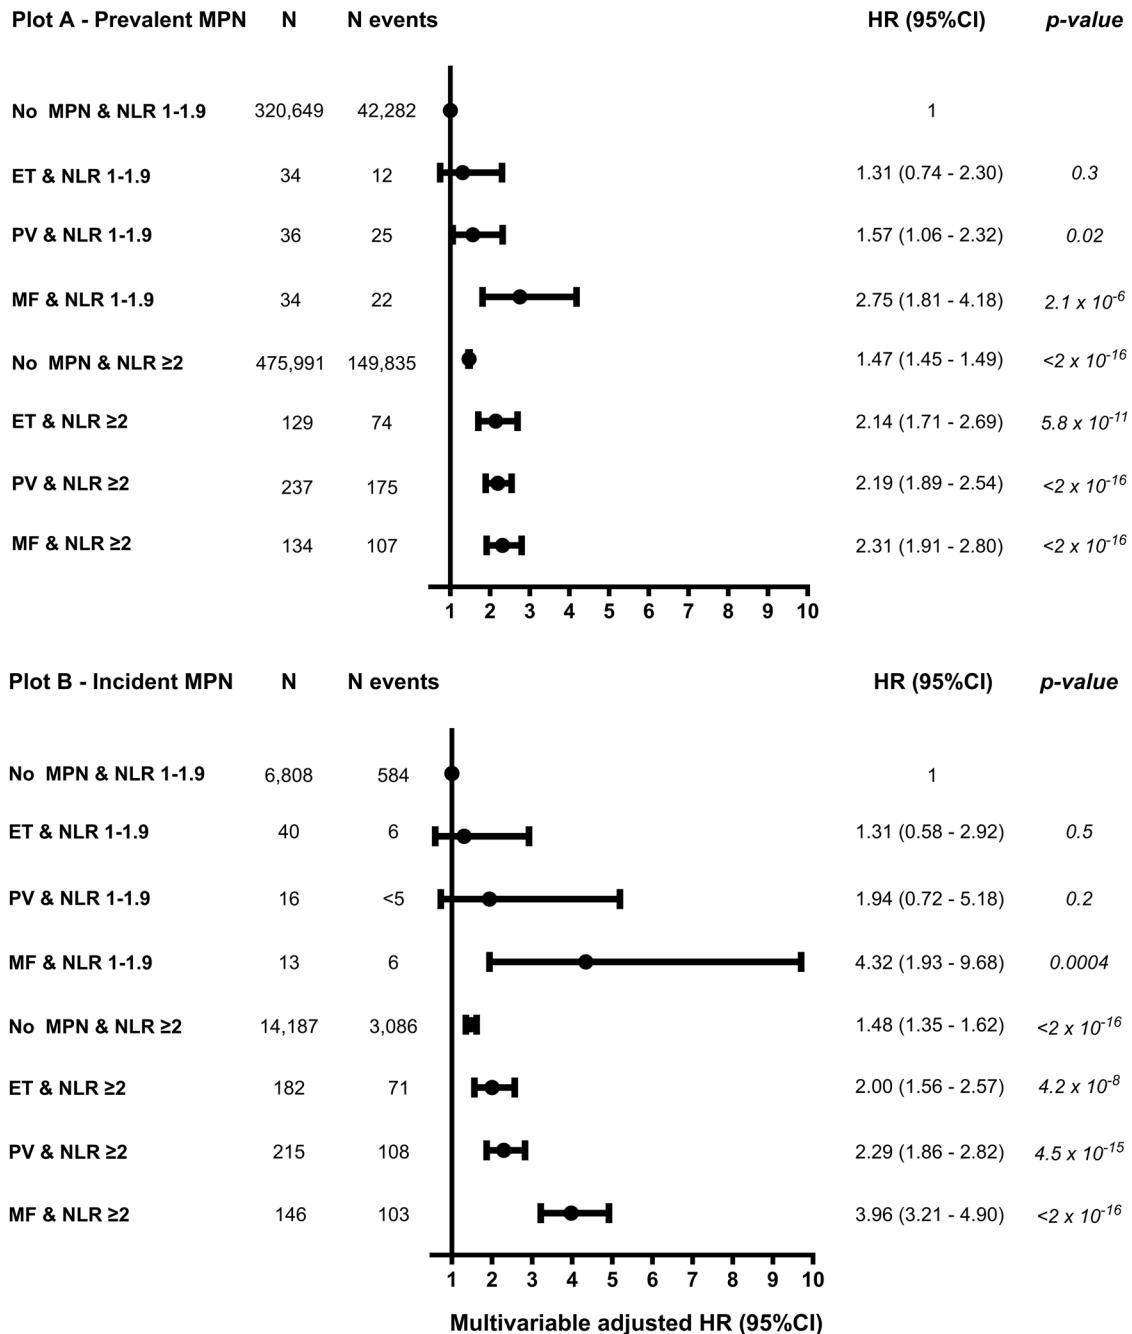 Plot A - Prevalent MPN N N events HR (95%CI) p-value
No MPN & NLR 1-1.9 320,649 42,282 1
ET & NLR 1-1.9 34 12 1.31 (0.74 - 2.30) 0.3
PV & NLR 1-1.9 36 25 1.57 (1.06 - 2.32) 0.02
MF & NLR 1-1.9 34 22 2.75 (1.81 - 4.18) 2.1 x 10-6
No MPN & NLR ≥2 475,991 149,835 1.47 (1.45 - 1.49) <2 x 10-16
ET & NLR ≥2 129 74 2.14 (1.71 - 2.69) 5.8 x 10-11
PV & NLR ≥2 237 175 2.19 (1.89 - 2.54) <2 x 10-16
MF & NLR ≥2 134 107 2.31 (1.91 - 2.80) <2 x 10-16
1 2 3 4 5 6 7 8 9 10
Plot B - Incident MPN N N events HR (95%CI) p-value
No MPN & NLR 1-1.9 6,808 584 1
ET & NLR 1-1.9 40 6 1.31 (0.58 - 2.92) 0.5
PV & NLR 1-1.9 16 <5 1.94 (0.72 - 5.18) 0.2
MF & NLR 1-1.9 13 6 4.32 (1.93 - 9.68) 0.0004
No MPN & NLR ≥2 14,187 3,086 1.48 (1.35 - 1.62) <2 x 10-16
ET & NLR ≥2 182 71 2.00 (1.56 - 2.57) 4.2 x 10-8
PV & NLR ≥2 215 108 2.29 (1.86 - 2.82) 4.5 x 10-15
MF & NLR ≥2 146 103 3.96 (3.21 - 4.90) <2 x 10-16
1 2 3 4 5 6 7 8 9 10
Multivariable adjusted HR (95%CI)